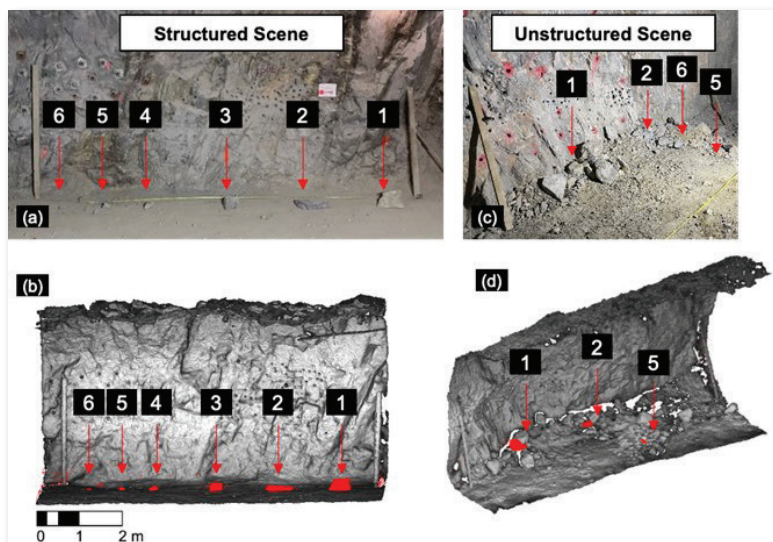 Structured Scene
Unstructured Scene
6 5 4 3 2 1
1 2 6 5
(a)
(c)
(b)
(d)
6 5 4 3 2 1
1 2 5
0 1 2 m